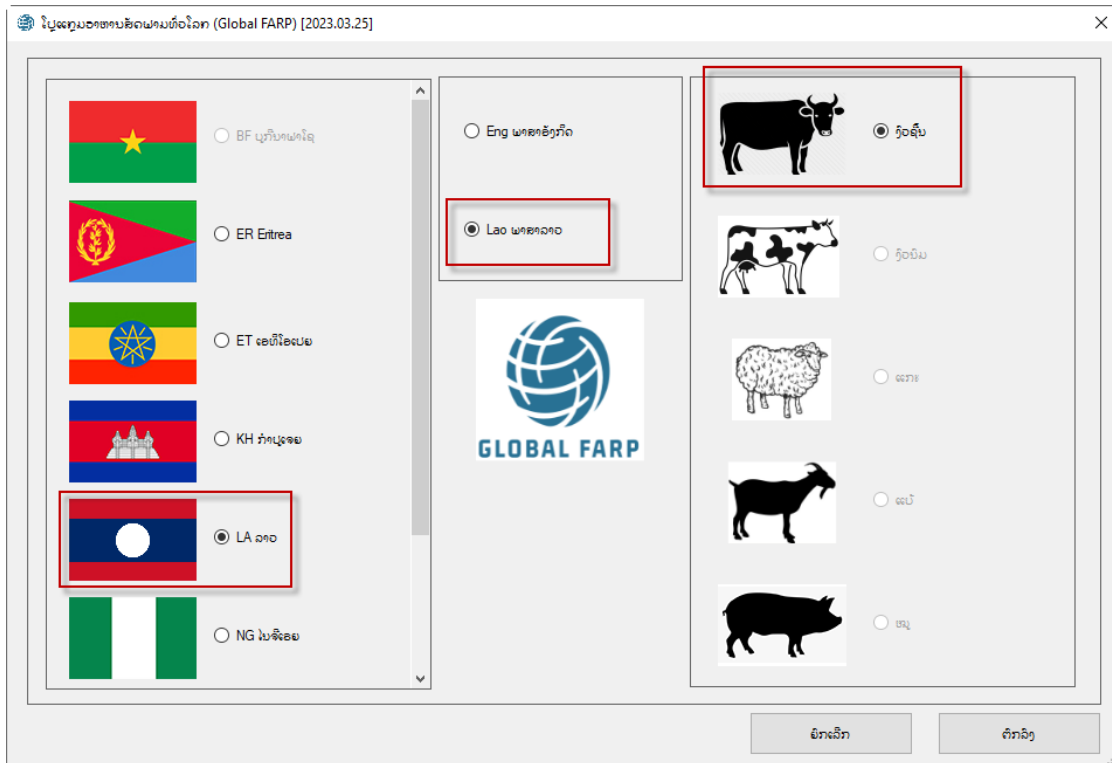 ໂປຼແກຼມອາຫານສັດຟາມທົ່ວໂລກ (Global FARP) [2023.03.25]
BF ບຸກີນາຟາໂຊ
ER Eritrea
ET ເອທີໂອເປຍ
KH ກຳປູເຈຍ
LA ລາວ
NG ໄນຈີເຣຍ
Eng ພາສາອັງກິດ
Lao ພາສາລາວ
GLOBAL FARP
ງົວຊີ້ນ
ງົວນົມ
ແກະ
ແບ້
ໝູ
ຍົກເລີກ
ຕົກລົງ